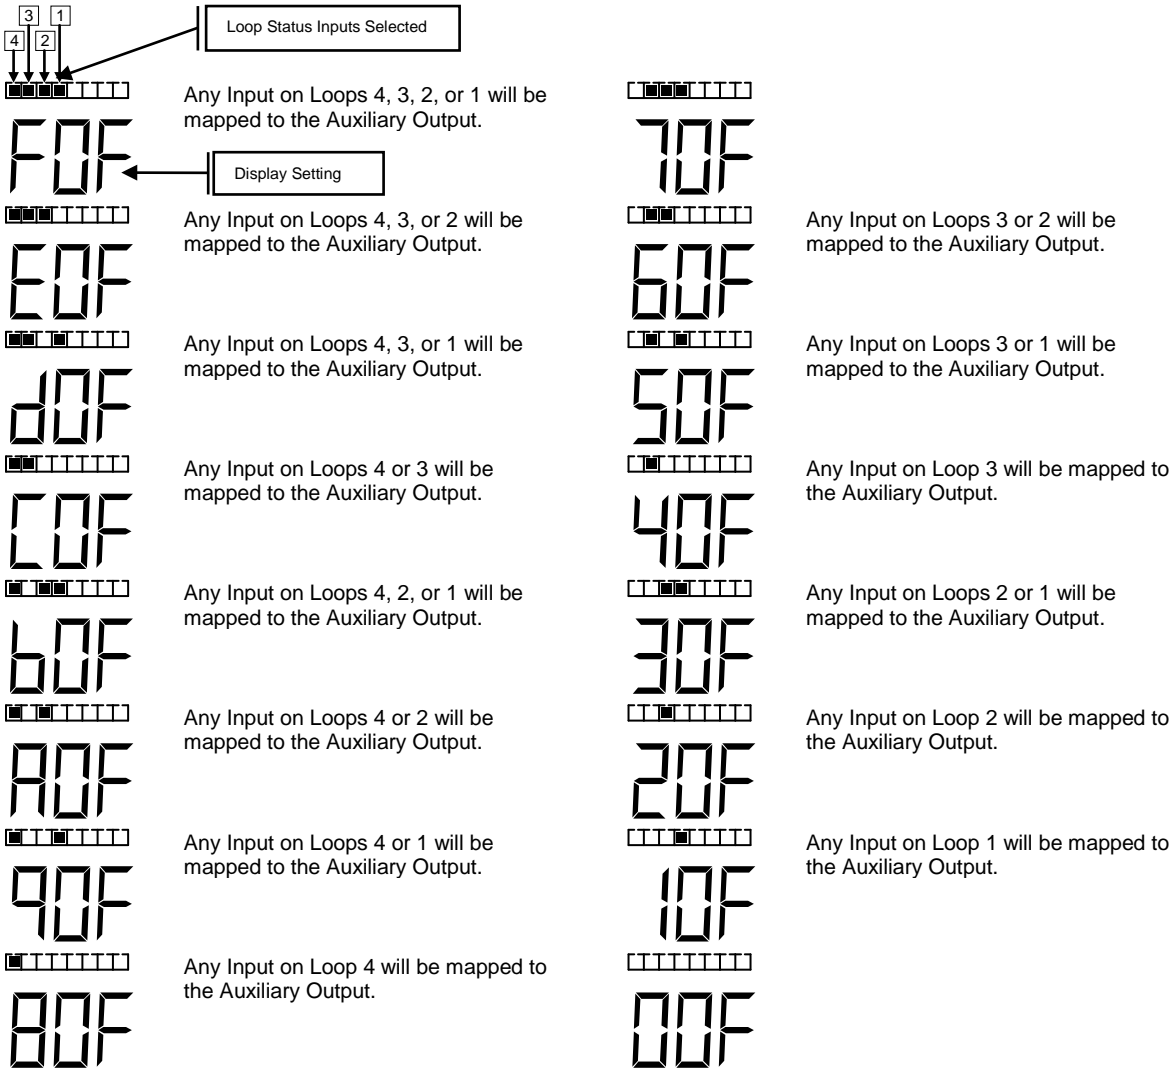 3 1
4 2
Loop Status Inputs Selected
Any Input on Loops 4, 3, 2, or 1 will be
mapped to the Auxiliary Output.
F0F
Display Setting
Any Input on Loops 4, 3, or 2 will be
mapped to the Auxiliary Output.
E0F
Any Input on Loops 4, 3, or 1 will be
mapped to the Auxiliary Output.
d0F
Any Input on Loops 4 or 3 will be
mapped to the Auxiliary Output.
C0F
Any Input on Loops 4, 2, or 1 will be
mapped to the Auxiliary Output.
b0F
Any Input on Loops 4 or 2 will be
mapped to the Auxiliary Output.
A0F
Any Input on Loops 4 or 1 will be
mapped to the Auxiliary Output.
90F
Any Input on Loop 4 will be mapped to
the Auxiliary Output.
80F
70F
Any Input on Loops 3 or 2 will be
mapped to the Auxiliary Output.
60F
Any Input on Loops 3 or 1 will be
mapped to the Auxiliary Output.
50F
Any Input on Loop 3 will be mapped to
the Auxiliary Output.
40F
Any Input on Loops 2 or 1 will be
mapped to the Auxiliary Output.
30F
Any Input on Loop 2 will be mapped to
the Auxiliary Output.
20F
Any Input on Loop 1 will be mapped to
the Auxiliary Output.
10F
00F